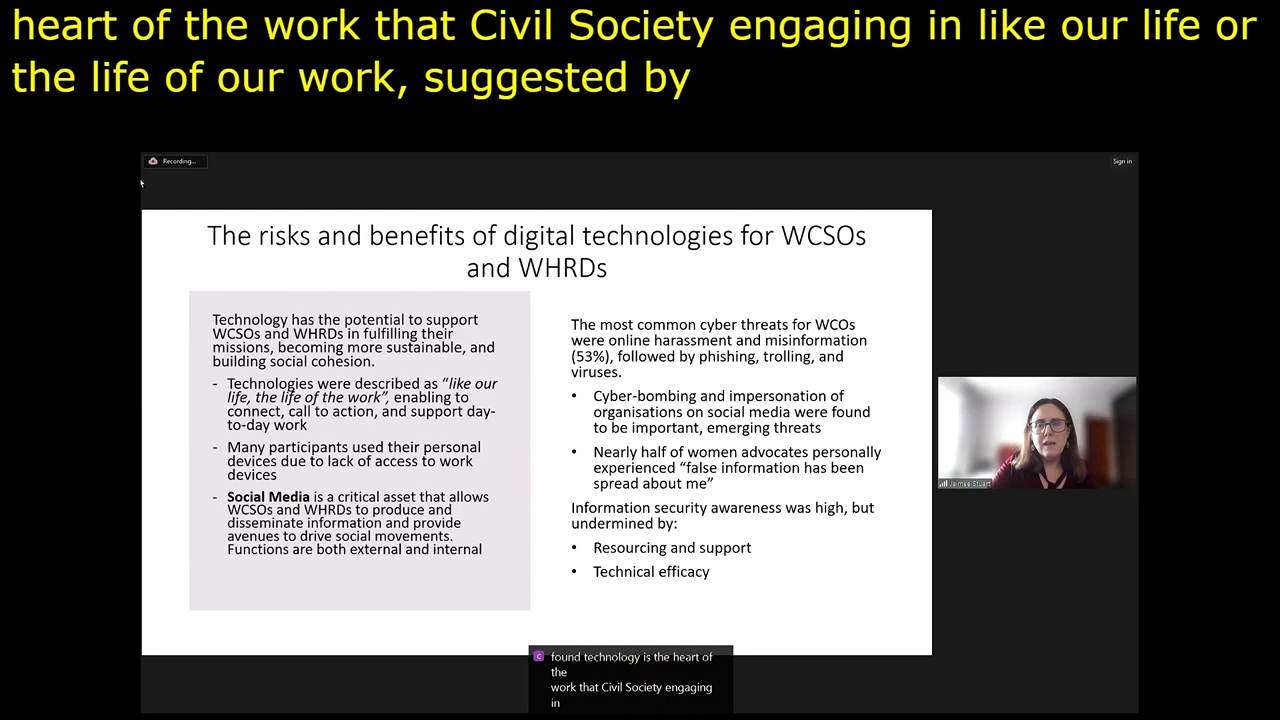 heart of the work that Civil Society engaging in like our life or
the life of our work, suggested by
Recording...
Sign in
The risks and benefits of digital technologies for WCSOs
and WHRDs
Technology has the potential to support
WCSOs and WHRDs in fulfilling their
missions, becoming more sustainable, and
building social cohesion.
- Technologies were described as “like our
life, the life of the work”, enabling to
connect, call to action, and support day-
to-day work
- Many participants used their personal
devices due to lack of access to work
devices
- Social Media is a critical asset that allows
WCSOs and WHRDs to produce and
disseminate information and provide
avenues to drive social movements.
Functions are both external and internal
The most common cyber threats for WCOs
were online harassment and misinformation
(53%), followed by phishing, trolling, and
viruses.
• Cyber-bombing and impersonation of
organisations on social media were found
to be important, emerging threats
• Nearly half of women advocates personally
experienced “false information has been
spread about me”
Information security awareness was high, but
undermined by:
• Resourcing and support
• Technical efficacy
Jaimee Stuart
C found technology is the heart of
the
work that Civil Society engaging
in